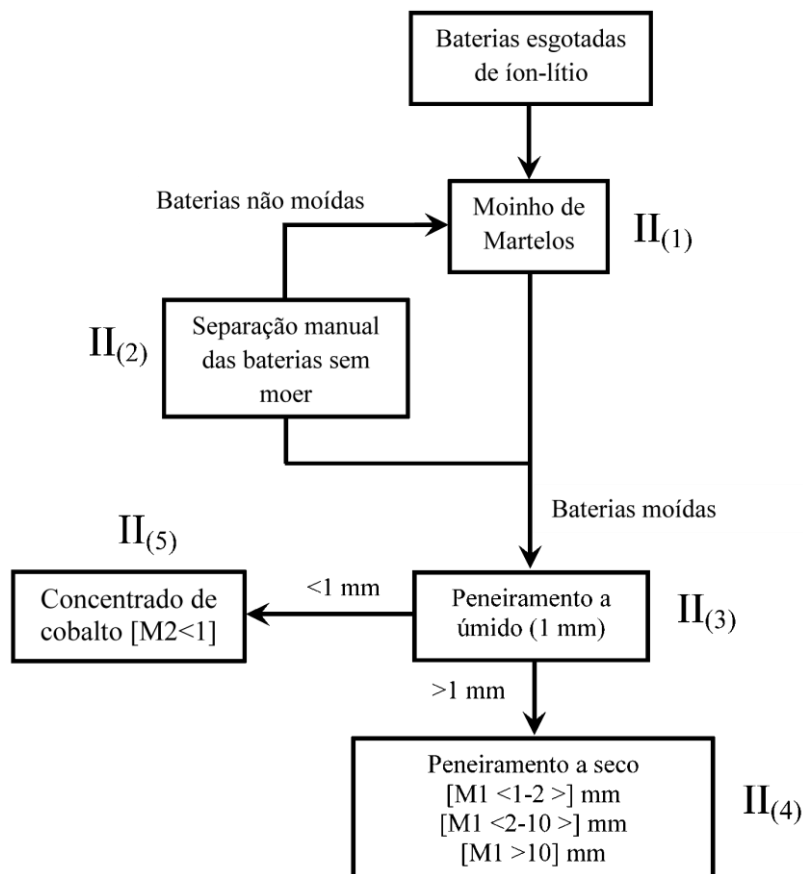 Baterias esgotadas
de íon-lítio
Baterias não moídas
Moinho de
Martelos
II(1)
II(2)
Separação manual
das baterias sem
moer
Baterias moídas
II(5)
Concentrado de
cobalto [M2<1]
<1 mm
Peneiramento a
úmido (1 mm)
II(3)
>1 mm
Peneiramento a seco
[M1 <1-2 >] mm
[M1 <2-10 >] mm
[M1 >10] mm
II(4)